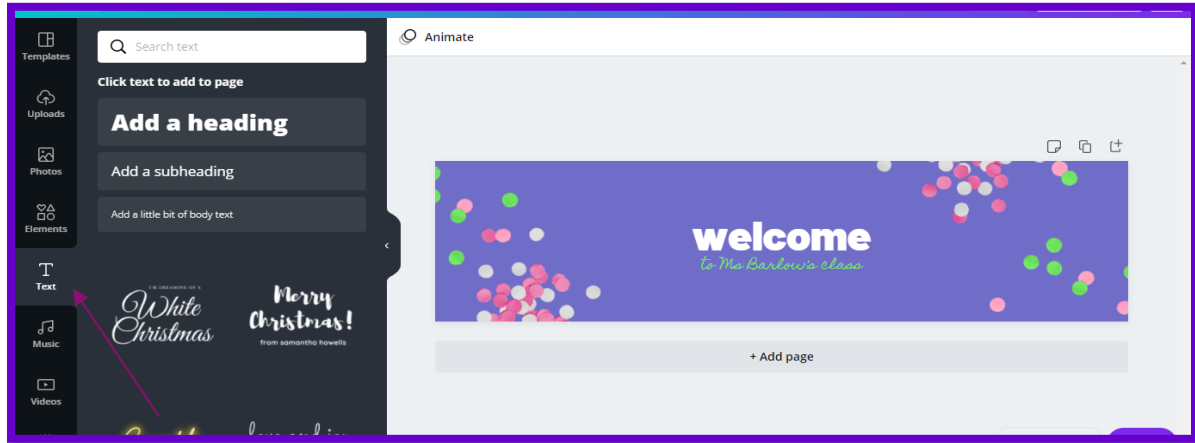 Templates
Uploads
Photos
Elements
Text
Music
Videos
Search text
Click text to add to page
Add a heading
Add a subheading
Add a little bit of body text
I'M DREAMING OF A
White
Christmas
Merry
Christmas!
from samantha howells
Animate
welcome
to Ms Barlow's class
+ Add page